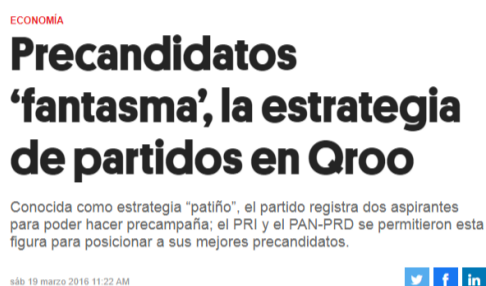 ECONOMÍA
Precandidatos
‘fantasma’, la estrategia
de partidos en Qroo
Conocida como estrategia “patiño”, el partido registra dos aspirantes
para poder hacer precampaña; el PRI y el PAN-PRD se permitieron esta
figura para posicionar a sus mejores precandidatos.
sáb 19 marzo 2016 11:22 AM